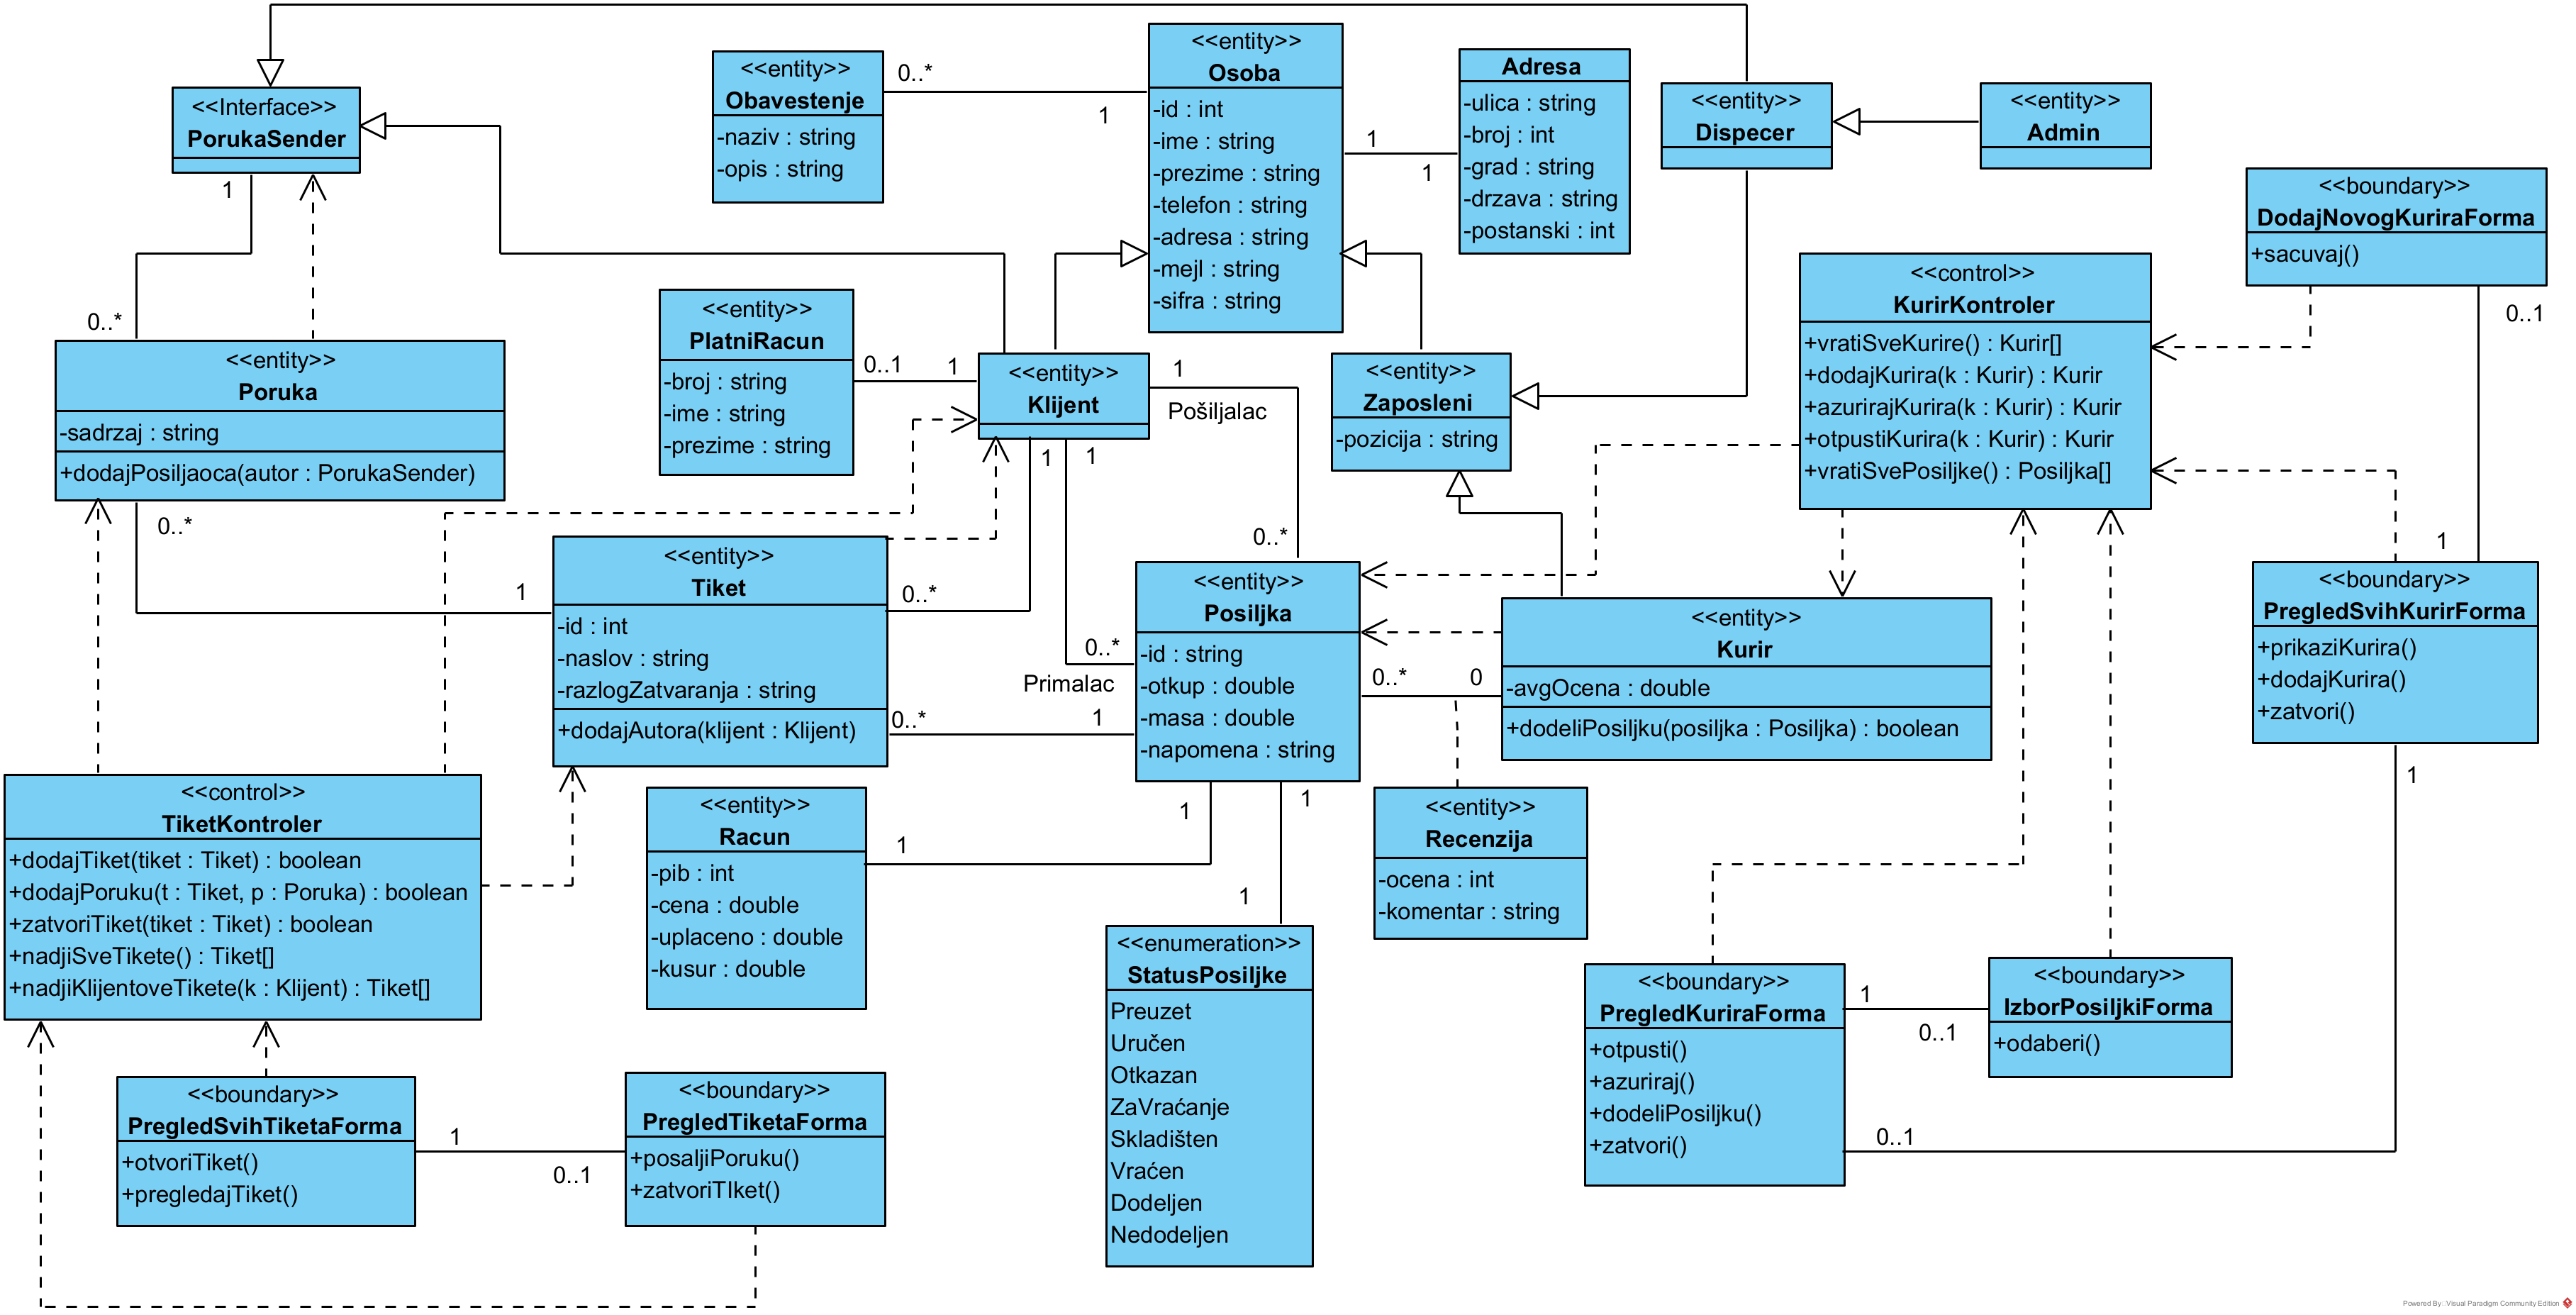 <<Interface>>
PorukaSender
1
0..*
<<entity>>
Obavestenje
-naziv : string
-opis : string
0..*
1
<<entity>>
Osoba
-id : int
-ime : string
-prezime : string
-telefon : string
-adresa : string
-mejl : string
-sifra : string
1
1
Adresa
-ulica : string
-broj : int
-grad : string
-drzava : string
-postanski : int
<<entity>>
Dispecer
<<entity>>
Admin
<<boundary>>
DodajNovogKuriraForma
+sacuvaj()
0..1
1
<<control>>
KurirKontroler
+vratiSveKurire() : Kurir[]
+dodajKurira(k : Kurir) : Kurir
+azurirajKurira(k : Kurir) : Kurir
+otpustiKurira(k : Kurir) : Kurir
+vratiSvePosiljke() : Posiljka[]
<<entity>>
Poruka
-sadrzaj : string
+dodajPosiljaoca(autor : PorukaSender)
0..*
1
<<entity>>
PlatniRacun
-broj : string
-ime : string
-prezime : string
0..1
1
<<entity>>
Klijent
1
Pošiljalac
0..*
1
1
0..*
0..*
Primalac
<<entity>>
Zaposleni
-pozicija : string
<<entity>>
Tiket
-id : int
-naslov : string
-razlogZatvaranja : string
+dodajAutora(klijent : Klijent)
0..*
1
<<entity>>
Posiljka
-id : string
-otkup : double
-masa : double
-napomena : string
0..*
0
<<entity>>
Kurir
-avgOcena : double
+dodeliPosiljku(posiljka : Posiljka) : boolean
<<boundary>>
PregledSvihKurirForma
+prikaziKurira()
+dodajKurira()
+zatvori()
1
<<control>>
TiketKontroler
+dodajTiket(tiket : Tiket) : boolean
+dodajPoruku(t : Tiket, p : Poruka) : boolean
+zatvoriTiket(tiket : Tiket) : boolean
+nadjiSveTikete() : Tiket[]
+nadjiKlijentoveTikete(k : Klijent) : Tiket[]
<<entity>>
Racun
-pib : int
-cena : double
-uplaceno : double
-kusur : double
1
1
1
1
<<enumeration>>
StatusPosiljke
Preuzet
Uručen
Otkazan
ZaVraćanje
Skladišten
Vraćen
Dodeljen
Nedodeljen
<<entity>>
Recenzija
-ocena : int
-komentar : string
<<boundary>>
PregledKuriraForma
+otpusti()
+azuriraj()
+dodeliPosiljku()
+zatvori()
1
0..1
0..1
<<boundary>>
IzborPosiljkiForma
+odaberi()
<<boundary>>
PregledSvihTiketaForma
+otvoriTiket()
+pregledajTiket()
1
0..1
<<boundary>>
PregledTiketaForma
+posaljiPoruku()
+zatvoriTIket()
Powered By: Visual Paradigm Community Edition